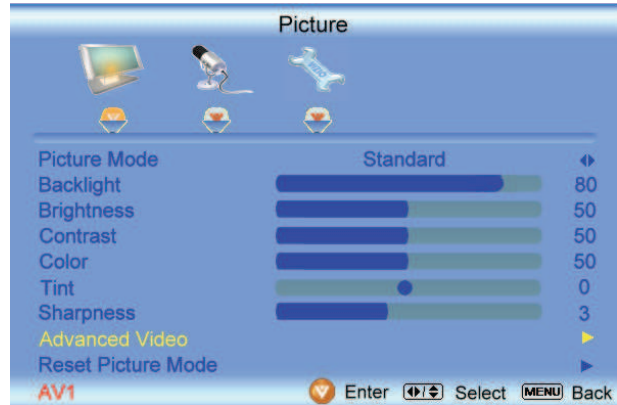 Picture
Picture Mode Standard
Backlight 80
Brightness 50
Contrast 50
Color 50
Tint 0
Sharpness 3
Advanced Video
Reset Picture Mode
AV1 Enter Select MENU Back